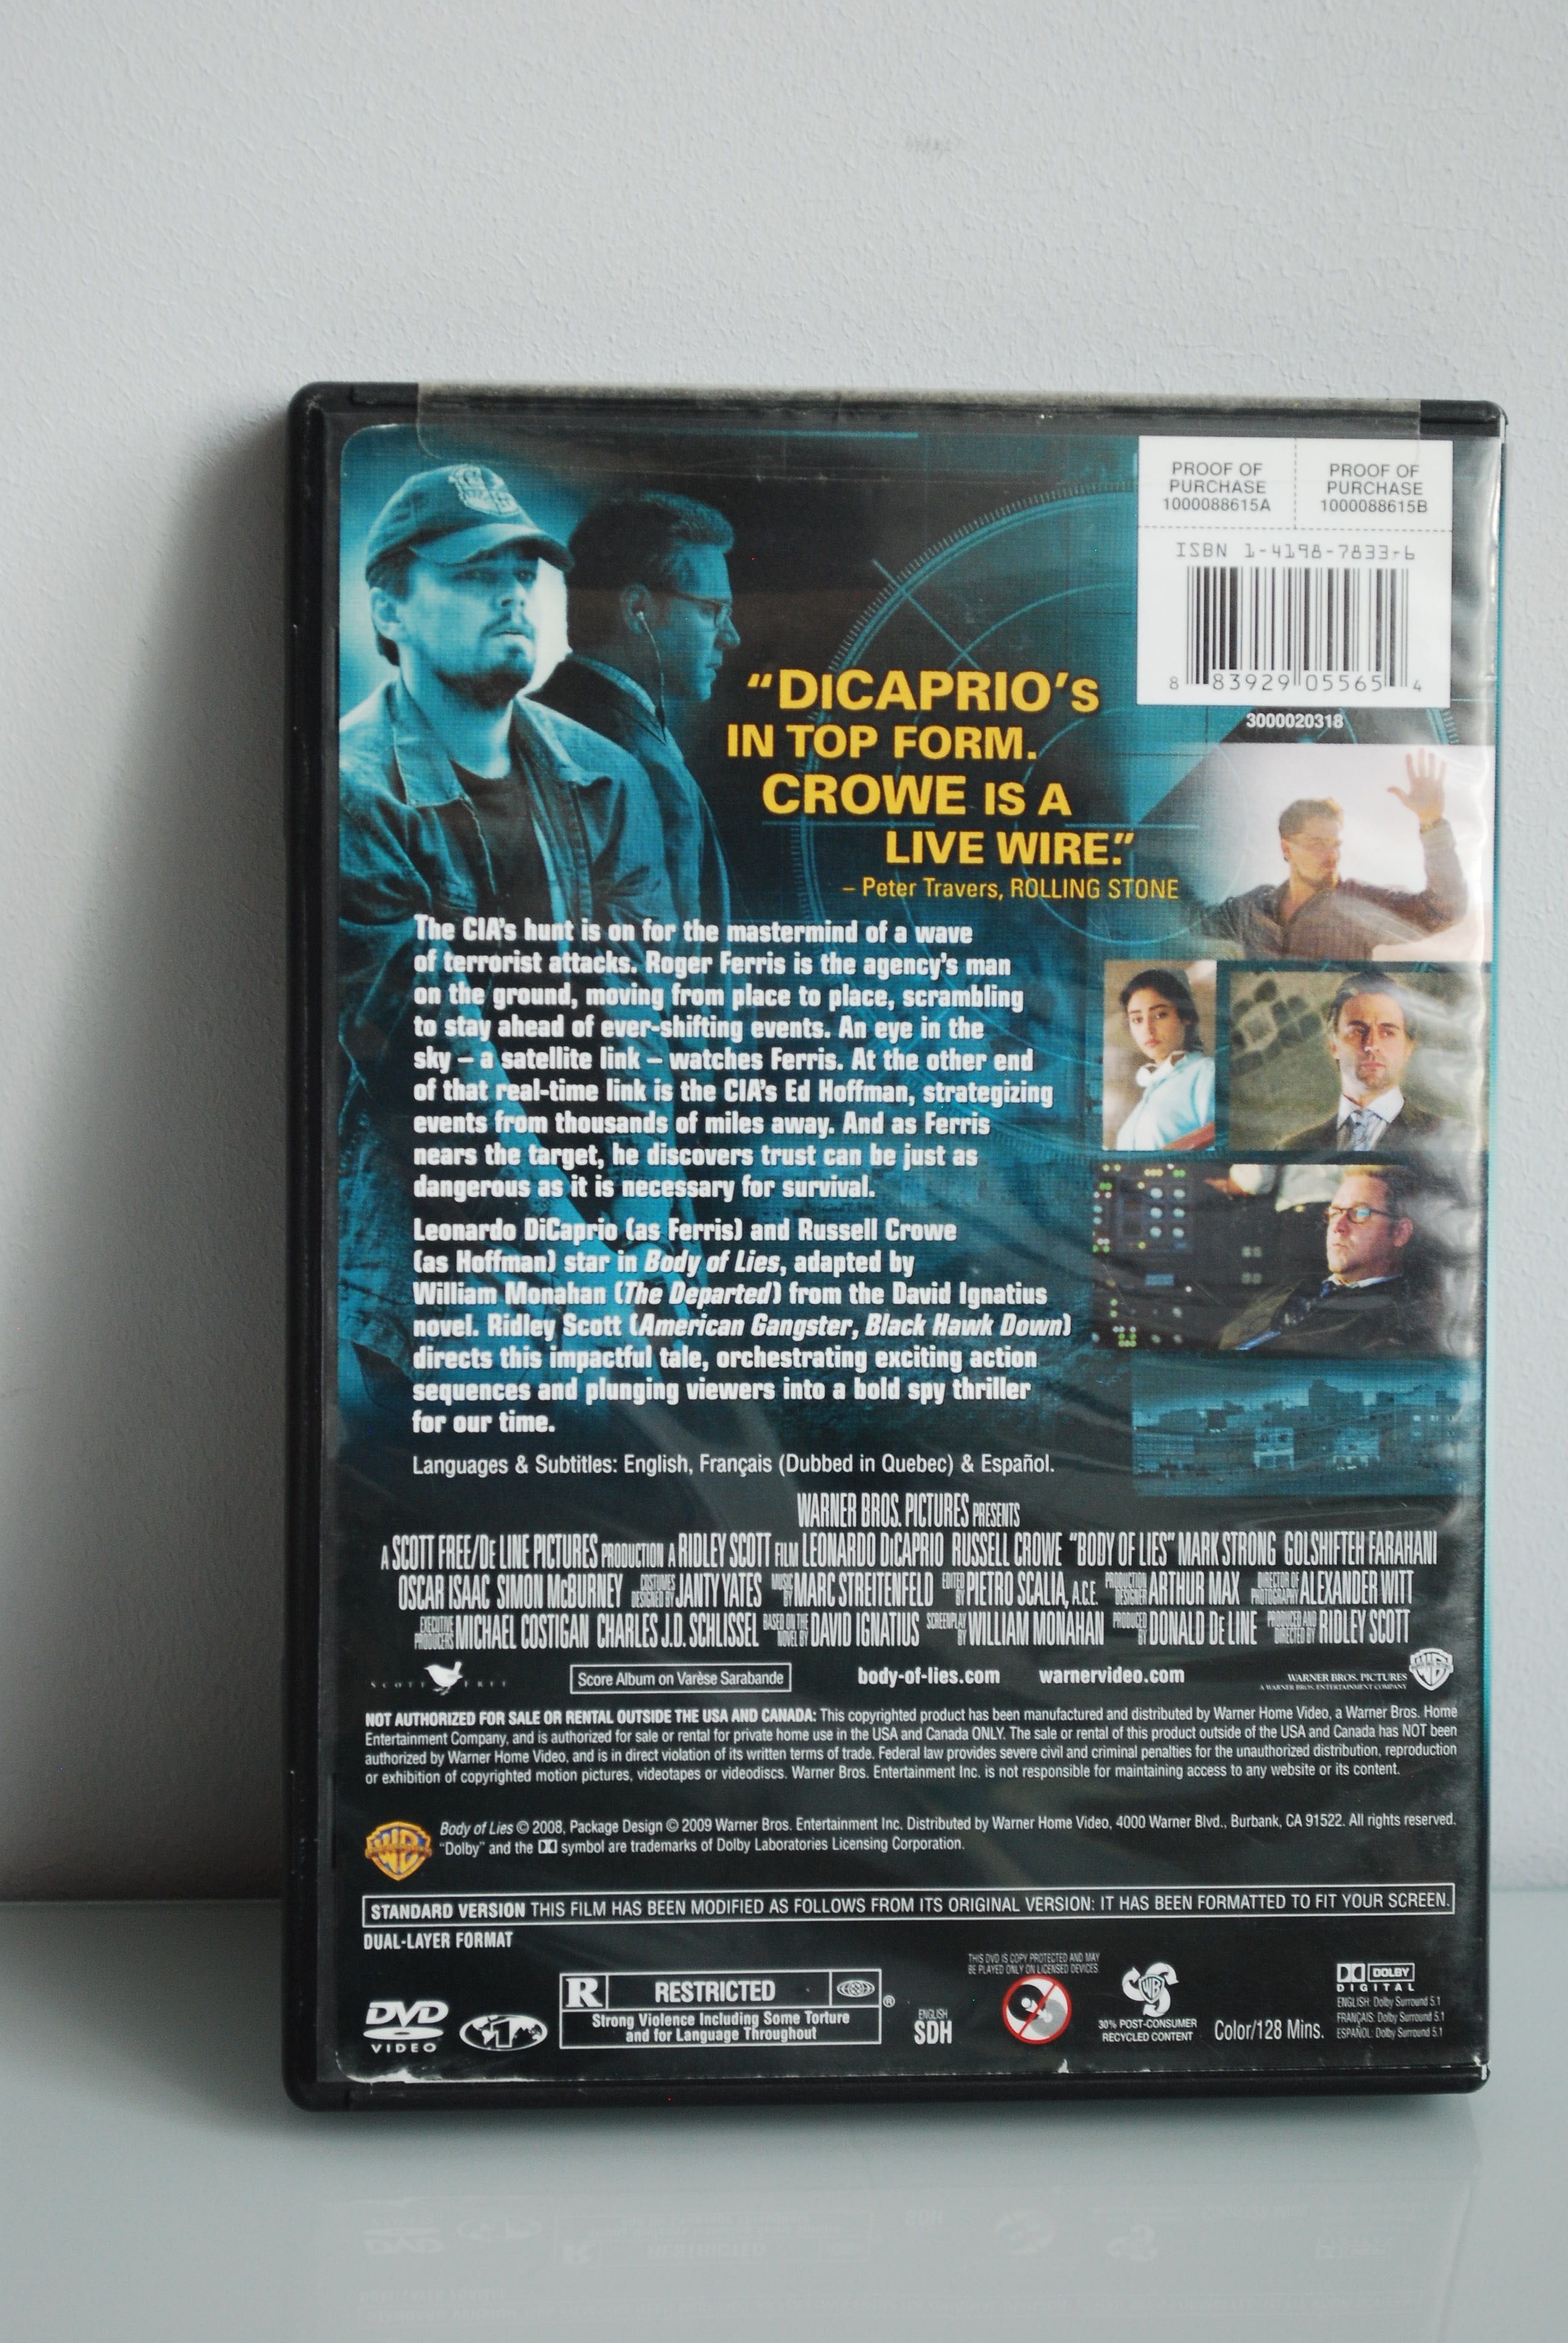 PROOF OF
PURCHASE
1000088615A
PROOF OF
PURCHASE
1000088615B
ISBN 1-4198-7833-6
8 83929 05565 4
3000020318
“DiCAPRIO’S
IN TOP FORM.
CROWE IS A
LIVE WIRE.”
– Peter Travers, ROLLING STONE
The CIA’s hunt is on for the mastermind of a wave
of terrorist attacks. Roger Ferris is the agency’s man
on the ground, moving from place to place, scrambling
to stay ahead of ever-shifting events. An eye in the
sky – a satellite link – watches Ferris. At the other end
of that real-time link is the CIA’s Ed Hoffman, strategizing
events from thousands of miles away. And as Ferris
nears the target, he discovers trust can be just as
dangerous as it is necessary for survival.
Leonardo DiCaprio (as Ferris) and Russell Crowe
(as Hoffman) star in Body of Lies, adapted by
William Monahan (The Departed) from the David Ignatius
novel. Ridley Scott (American Gangster, Black Hawk Down)
directs this impactful tale, orchestrating exciting action
sequences and plunging viewers into a bold spy thriller
for our time.
Languages & Subtitles: English, Français (Dubbed in Quebec) & Español.
WARNER BROS. PICTURES PRESENTS
A SCOTT FREE/DE LINE PICTURES PRODUCTION A RIDLEY SCOTT FILM LEONARDO DiCAPRIO RUSSELL CROWE “BODY OF LIES” MARK STRONG GOLSHIFTEH FARAHANI
OSCAR ISAAC SIMON McBURNEY COSTUMES DESIGNED BY JANTY YATES MUSIC BY MARC STREITENFELD EDITED BY PIETRO SCALIA, A.C.E. PRODUCTION DESIGNER ARTHUR MAX DIRECTOR OF PHOTOGRAPHY ALEXANDER WITT
EXECUTIVE PRODUCERS MICHAEL COSTIGAN CHARLES J.D. SCHLISSEL BASED ON THE NOVEL BY DAVID IGNATIUS SCREENPLAY BY WILLIAM MONAHAN PRODUCED BY DONALD DE LINE PRODUCED AND DIRECTED BY RIDLEY SCOTT
SCOTT FREE
Score Album on Varèse Sarabande
body-of-lies.com
warnervideo.com
WARNER BROS. PICTURES
A WARNER BROS. ENTERTAINMENT COMPANY
NOT AUTHORIZED FOR SALE OR RENTAL OUTSIDE THE USA AND CANADA: This copyrighted product has been manufactured and distributed by Warner Home Video, a Warner Bros. Home
Entertainment Company, and is authorized for sale or rental for private home use in the USA and Canada ONLY. The sale or rental of this product outside of the USA and Canada has NOT been
authorized by Warner Home Video, and is in direct violation of its written terms of trade. Federal law provides severe civil and criminal penalties for the unauthorized distribution, reproduction
or exhibition of copyrighted motion pictures, videotapes or videodiscs. Warner Bros. Entertainment Inc. is not responsible for maintaining access to any website or its content.
Body of Lies © 2008, Package Design © 2009 Warner Bros. Entertainment Inc. Distributed by Warner Home Video, 4000 Warner Blvd., Burbank, CA 91522. All rights reserved.
“Dolby” and the symbol are trademarks of Dolby Laboratories Licensing Corporation.
STANDARD VERSION THIS FILM HAS BEEN MODIFIED AS FOLLOWS FROM ITS ORIGINAL VERSION: IT HAS BEEN FORMATTED TO FIT YOUR SCREEN.
DUAL-LAYER FORMAT
DVD
VIDEO
1
R RESTRICTED ®
Strong Violence Including Some Torture
and for Language Throughout
ENGLISH
SDH
THIS DVD IS COPY PROTECTED AND MAY
BE PLAYED ONLY ON LICENSED DEVICES.
30% POST-CONSUMER
RECYCLED CONTENT
Color/128 Mins.
DOLBY
DIGITAL
ENGLISH: Dolby Surround 5.1
FRANÇAIS: Dolby Surround 5.1
ESPAÑOL: Dolby Surround 5.1